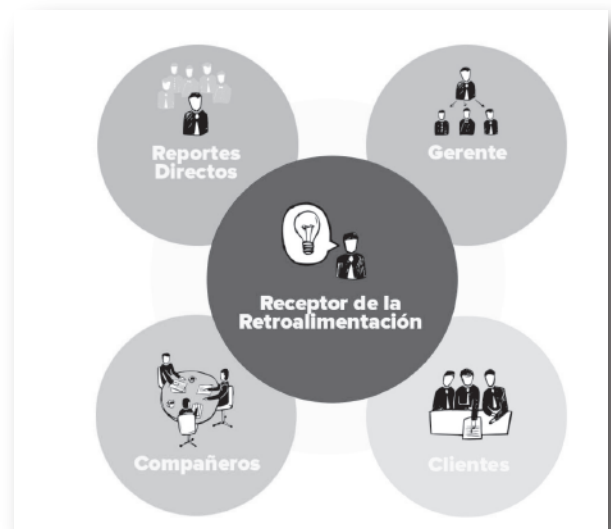 Reportes
Directos
Gerente
Receptor de la
Retroalimentación
Compañeros
Clientes